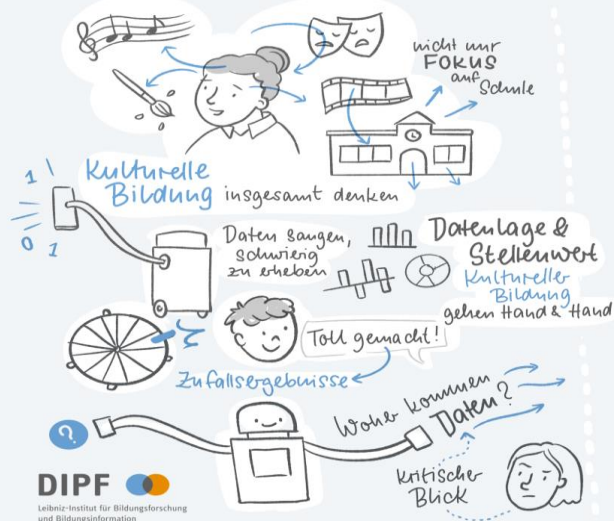 nicht nur
FOKUS
auf
Schule
Kulturelle
Bildung insgesamt denken
1
0 1
Daten saugen,
schwierig
zu erheben
Datenlage &
Stellenwert
Kultureller
Bildung
gehen Hand & Hand
Toll gemacht!
Zufallsergebnisse
?
Woher kommen
Daten?
kritischer
Blick
DIPF
Leibniz-Institut für Bildungsforschung
und Bildungsinformation